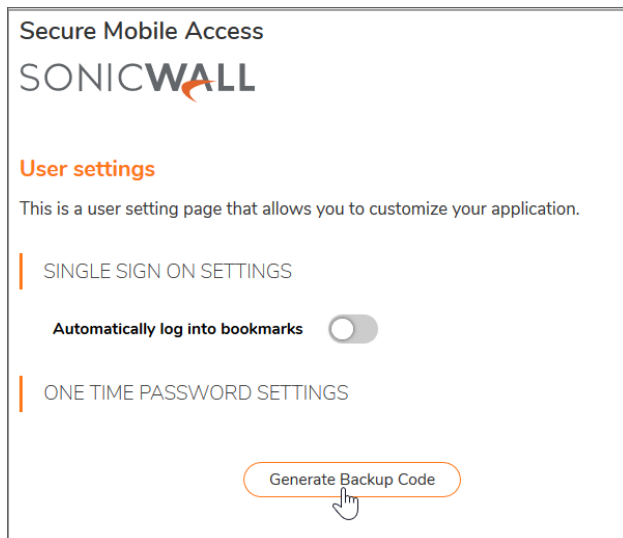 Secure Mobile Access
SONICWALL
User settings
This is a user setting page that allows you to customize your application.
SINGLE SIGN ON SETTINGS
Automatically log into bookmarks
ONE TIME PASSWORD SETTINGS
Generate Backup Code